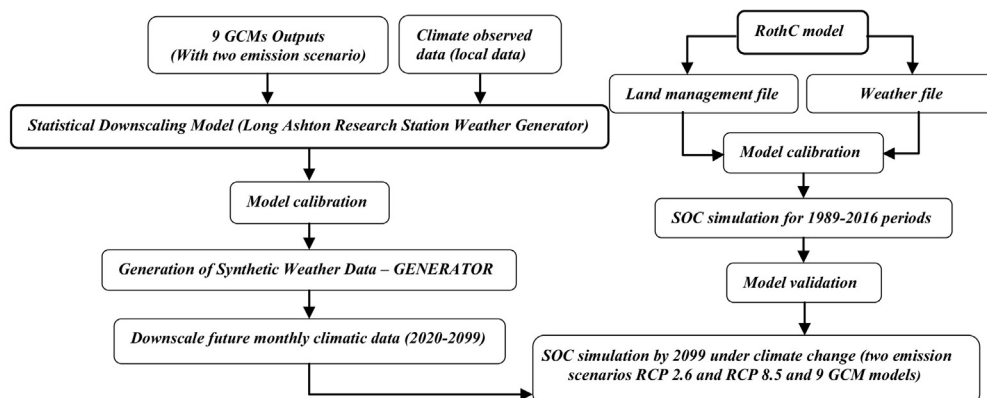 9 GCMs Outputs
(With two emission scenario)
Climate observed
data (local data)
Statistical Downscaling Model (Long Ashton Research Station Weather Generator)
Model calibration
Generation of Synthetic Weather Data – GENERATOR
Downscale future monthly climatic data (2020-2099)
RothC model
Land management file
Weather file
Model calibration
SOC simulation for 1989-2016 periods
Model validation
SOC simulation by 2099 under climate change (two emission
scenarios RCP 2.6 and RCP 8.5 and 9 GCM models)